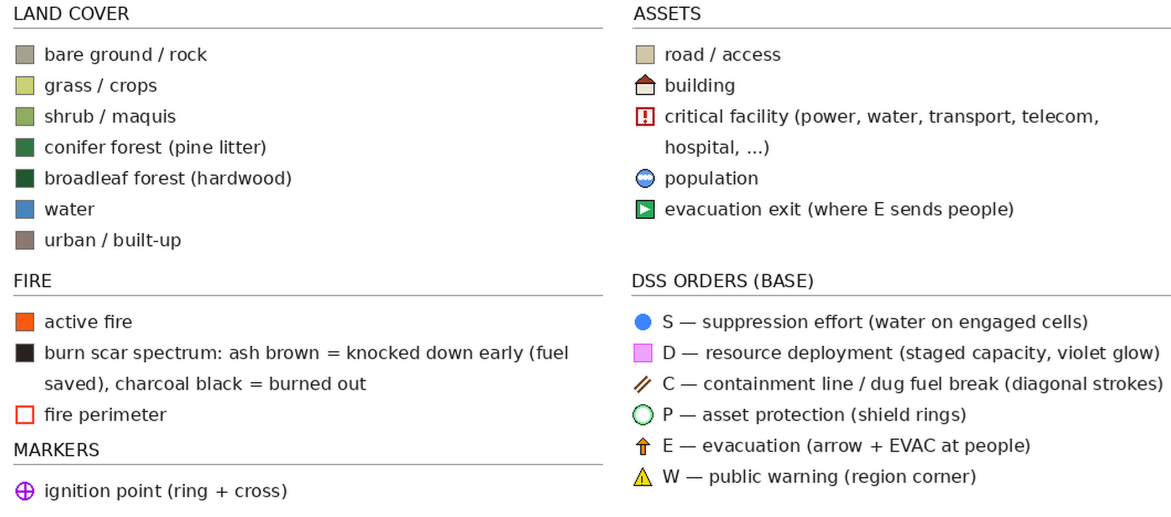 LAND COVER
bare ground / rock
grass / crops
shrub / maquis
conifer forest (pine litter)
broadleaf forest (hardwood)
water
urban / built-up
FIRE
active fire
burn scar spectrum: ash brown = knocked down early (fuel
saved), charcoal black = burned out
fire perimeter
MARKERS
ignition point (ring + cross)
ASSETS
road / access
building
critical facility (power, water, transport, telecom,
hospital, ...)
population
evacuation exit (where E sends people)
DSS ORDERS (BASE)
S — suppression effort (water on engaged cells)
D — resource deployment (staged capacity, violet glow)
C — containment line / dug fuel break (diagonal strokes)
P — asset protection (shield rings)
E — evacuation (arrow + EVAC at people)
W — public warning (region corner)